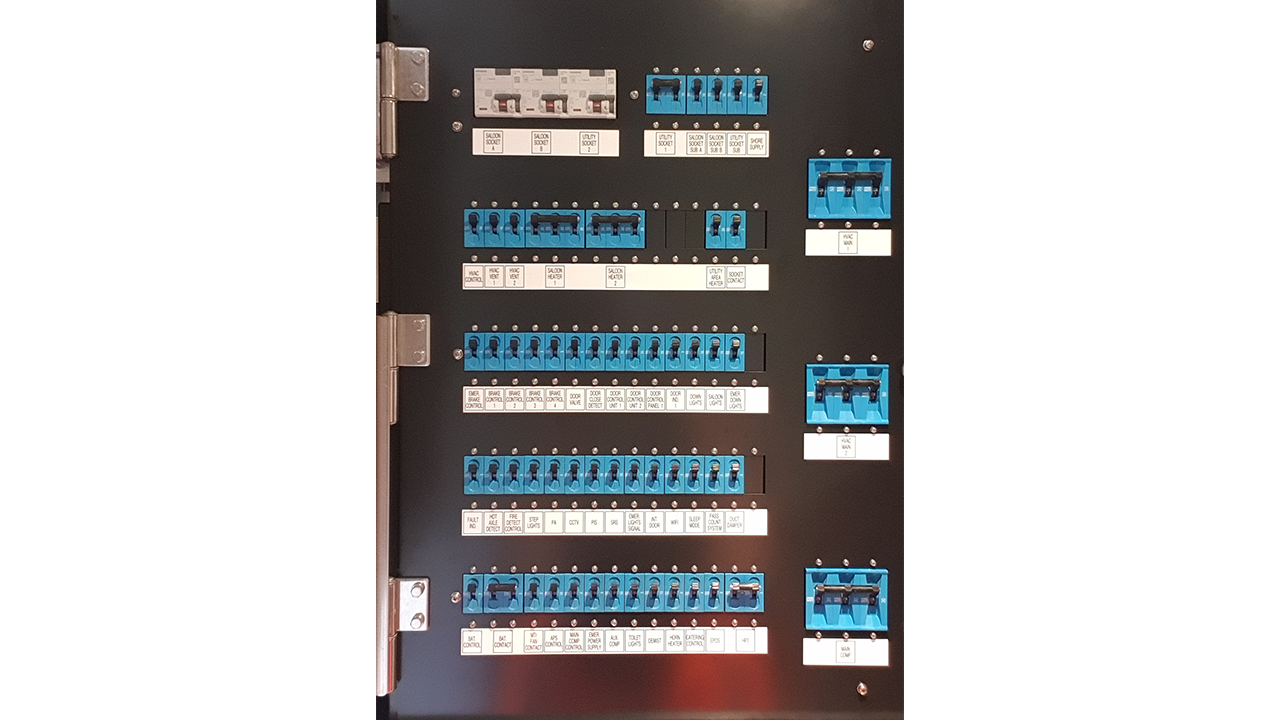 SALOON SOCKET A
SALOON SOCKET B
UTILITY SOCKET 2
UTILITY SOCKET 1
SALOON SOCKET SUB A
SALOON SOCKET SUB B
UTILITY SOCKET SUB
SHORE SUPPLY
HVAC MAIN 1
HVAC CONTROL
HVAC VENT 1
HVAC VENT 2
SALOON HEATER 1
SALOON HEATER 2
UTILITY AREA HEATER
SOCKET CONTACT
EMER. BRAKE CONTROL
BRAKE CONTROL 1
BRAKE CONTROL 2
BRAKE CONTROL 3
BRAKE CONTROL 4
DOOR VALVE
DOOR CLOSE DETECT
DOOR CONTROL UNIT 1
DOOR CONTROL UNIT 2
DOOR CONTROL PANEL 1
DOOR IND. 1
DOWN LIGHTS
SALOON LIGHTS
EMER. DOWN LIGHTS
HVAC MAIN 2
FAULT IND.
HOT AXLE DETECT
FIRE DETECT CONTROL
STEP LIGHTS
PA
CCTV
PIS
SRS
EMER. LIGHTS SIGNAL
INT. DOOR
WIFI
SLEEP MODE
PASS COUNT SYSTEM
DUCT DAMPER
BAT. CONTROL
BAT. CONTACT
FAN CONTACT
APS CONTROL
MAIN COMP CONTROL
EMER. POWER SUPPLY
AUX COMP
TOILET LIGHTS
DEMIST
HORN HEATER
CATERING CONTROL
EPOS
HPT
MAIN COMP